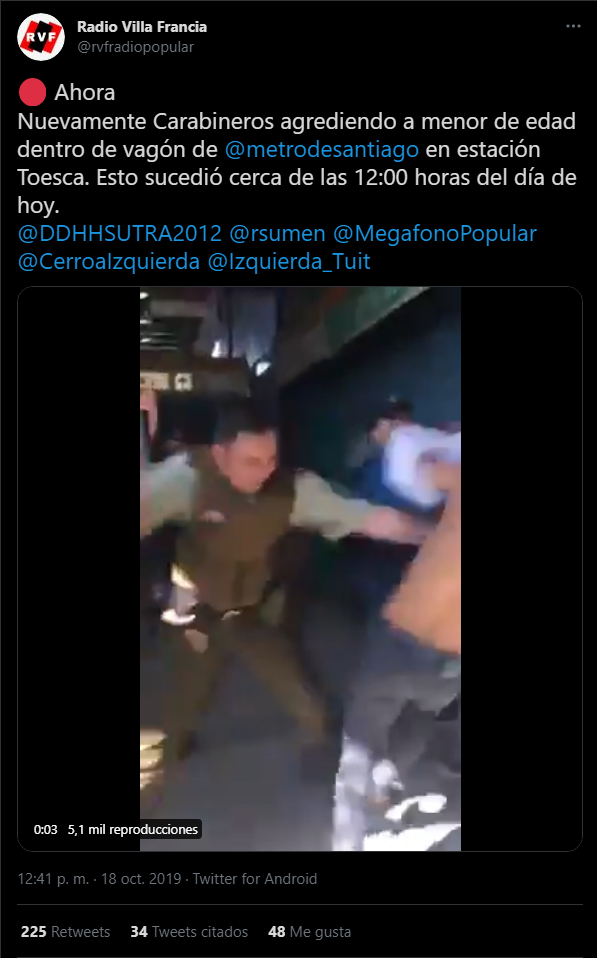 RVF
Radio Villa Francia
@rvfradiopopular
Ahora
Nuevamente Carabineros agrediendo a menor de edad
dentro de vagón de @metrodesantiago en estación
Toesca. Esto sucedió cerca de las 12:00 horas del día de
hoy.
@DDHHSUTRA2012 @rsumen @MegafonoPopular
@CerroaIzquierda @Izquierda_Tuit
0:03 5,1 mil reproducciones
12:41 p. m. · 18 oct. 2019 · Twitter for Android
225 Retweets 34 Tweets citados 48 Me gusta